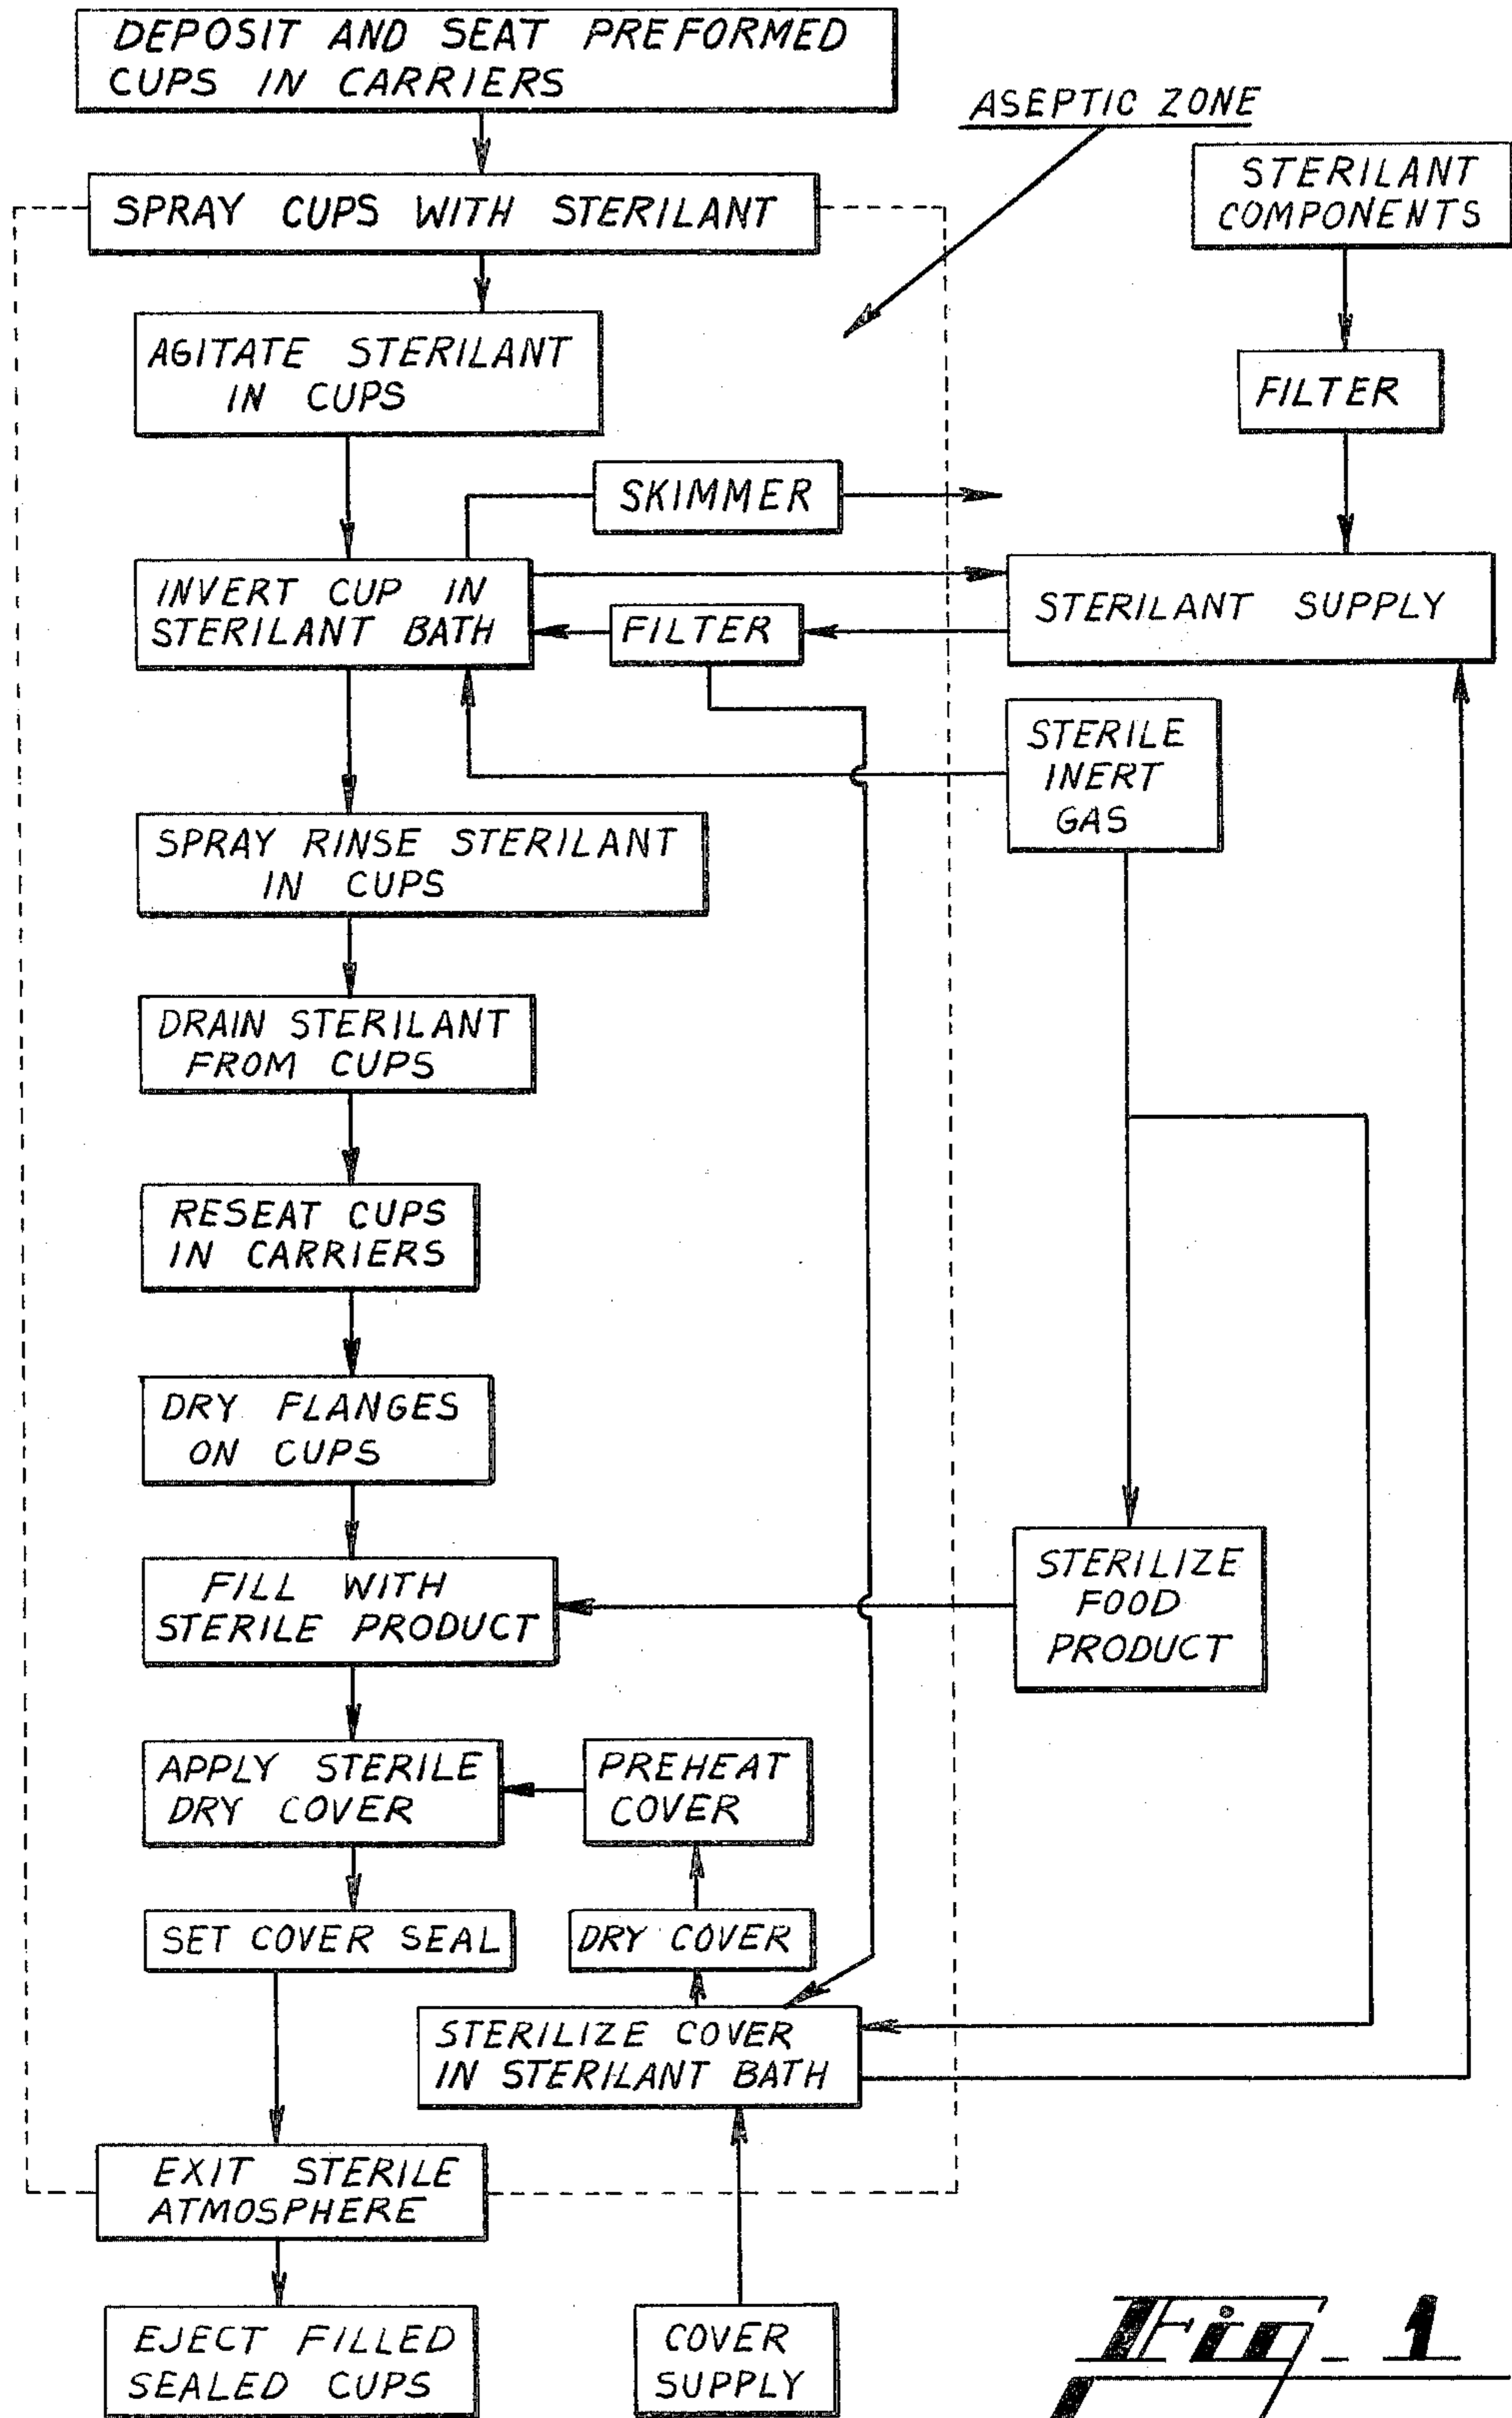 DEPOSIT AND SEAT PREFORMED
CUPS IN CARRIERS
ASEPTIC ZONE
STERILANT
COMPONENTS
SPRAY CUPS WITH STERILANT
AGITATE STERILANT
IN CUPS
FILTER
SKIMMER
INVERT CUP IN
STERILANT BATH
FILTER
STERILANT SUPPLY
STERILE
INERT
GAS
SPRAY RINSE STERILANT
IN CUPS
DRAIN STERILANT
FROM CUPS
RESEAT CUPS
IN CARRIERS
DRY FLANGES
ON CUPS
FILL WITH
STERILE PRODUCT
STERILIZE
FOOD
PRODUCT
APPLY STERILE
DRY COVER
PREHEAT
COVER
SET COVER SEAL
DRY COVER
STERILIZE COVER
IN STERILANT BATH
EXIT STERILE
ATMOSPHERE
EJECT FILLED
SEALED CUPS
COVER
SUPPLY
Fig. 1